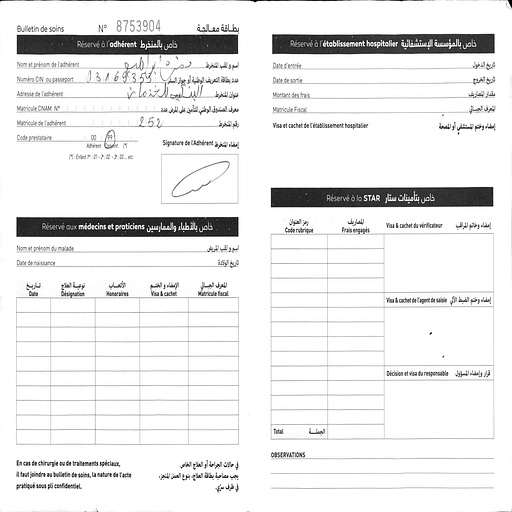 Bulletin de soins N° 8753904 بطاقة معالجة
Réservé à l'adhérent خاص بالمنخرط
Nom et prénom de l'adhérent اسم و لقب المنخرط
Numéro CIN ou passeport 03169353 عدد بطاقة التعريف الوطنية أو جواز السفر
Adresse de l'adhérent عنوان المنخرط
Matricule CNAM N° معرف الصندوق الوطني للتأمين على المرض عدد
Matricule de l'adhérent 252 رقم المنخرط
Code prestataire 00 99
Adhérent Conjoint (*)
(*) : Enfant 1er : 01 - 2e : 02 - 3e : 03 ... etc
Signature de l'Adhérent إمضاء المنخرط
Réservé aux médecins et praticiens خاص بالأطباء والممارسين
Nom et prénom du malade اسم و لقب المريض
Date de naissance تاريخ الولادة
تاريخ نوعية العلاج الأتعاب الإمضاء و الختم المعرف الجبائي
Date Désignation Honoraires Visa & cachet Matricule fiscal
En cas de chirurgie ou de traitements spéciaux,
il faut joindre au bulletin de soins, la nature de l'acte
pratiqué sous pli confidentiel.
في حالات الجراحة أو العلاج الخاص
يجب مصاحبة بطاقة العلاج، بنوع العمل المنجز،
في ظرف سري.
Réservé à l'établissement hospitalier خاص بالمؤسسة الإستشفائية
Date d'entrée تاريخ الدخول
Date de sortie تاريخ الخروج
Montant des frais مقدار المصاريف
Matricule Fiscal المعرف الجبائي
Visa et cachet de l'établissement hospitalier إمضاء وختم المستشفى أو المصحة
Réservé à la STAR خاص بتأمينات ستار
رمز العنوان المصاريف
Code rubrique Frais engagés
Visa & cachet du vérificateur إمضاء وخاتم المراقب
Visa & cachet de l'agent de saisie إمضاء وختم الضبط الآلي
Décision et visa du responsable قرار وإمضاء المسؤول
Total الجملة
OBSERVATIONS